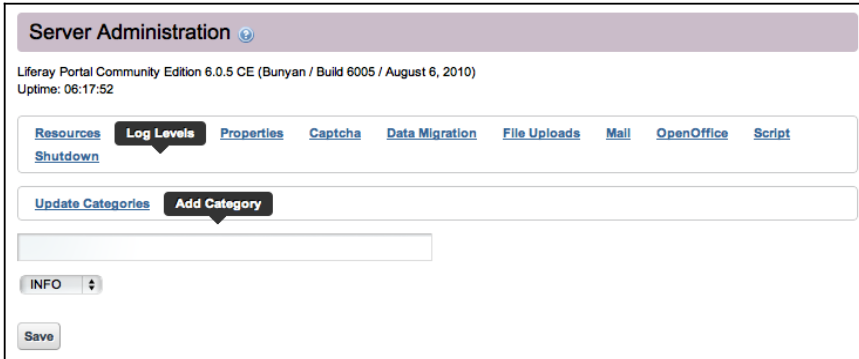 Server Administration
Liferay Portal Community Edition 6.0.5 CE (Bunyan / Build 6005 / August 6, 2010)
Uptime: 06:17:52
Resources Log Levels Properties Captcha Data Migration File Uploads Mail OpenOffice Script
Shutdown
Update Categories Add Category
INFO
Save